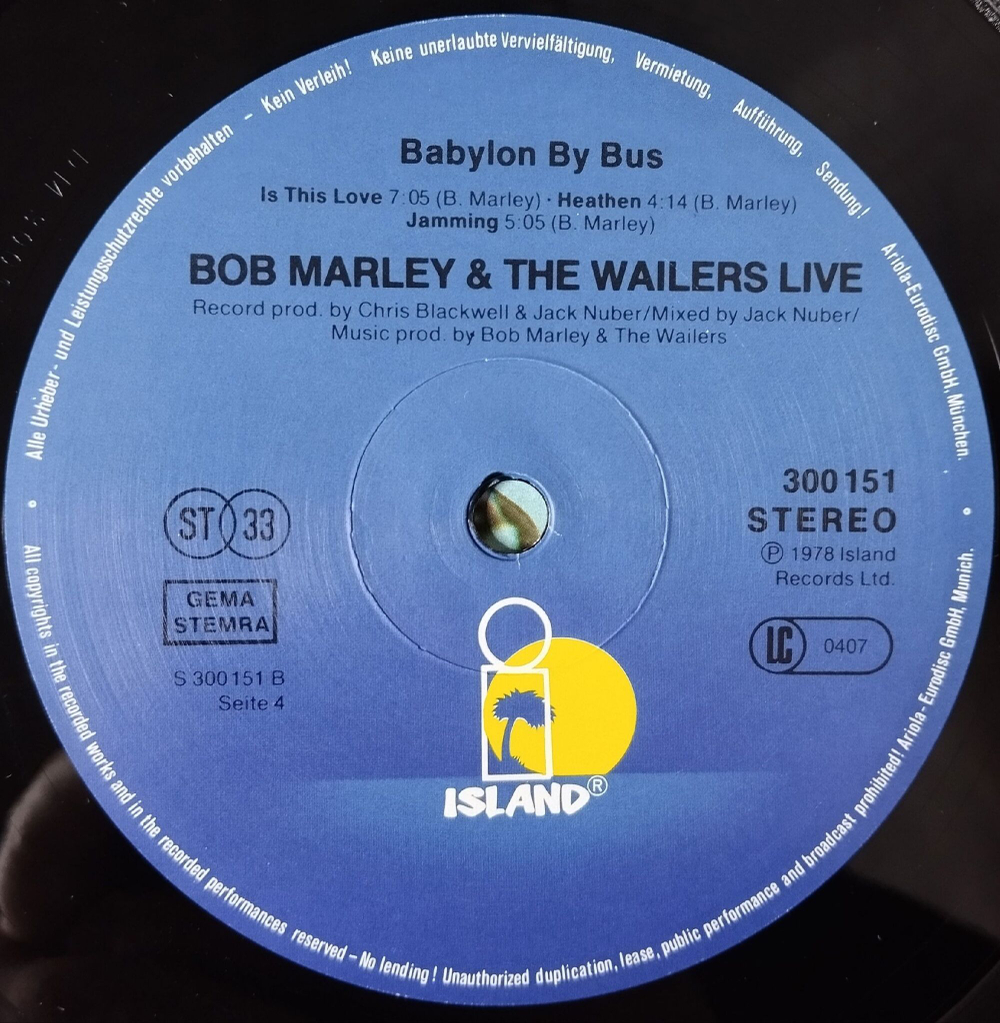 Alle Urheber- und Leistungsschutzrechte vorbehalten – Kein Verleih! Keine unerlaubte Vervielfältigung, Vermietung, Aufführung, Sendung! Ariola-Eurodisc GmbH, München.
Babylon By Bus
Is This Love 7:05 (B. Marley) · Heathen 4:14 (B. Marley)
Jamming 5:05 (B. Marley)
BOB MARLEY & THE WAILERS LIVE
Record prod. by Chris Blackwell & Jack Nuber/Mixed by Jack Nuber/
Music prod. by Bob Marley & The Wailers
ST 33
GEMA
STEMRA
S 300 151 B
Seite 4
300 151
STEREO
Ⓟ 1978 Island
Records Ltd.
LC 0407
ISLAND®
All copyrights in the recorded works and in the recorded performances reserved – No lending! Unauthorized duplication, lease, public performance and broadcast prohibited! Ariola-Eurodisc GmbH, Munich.